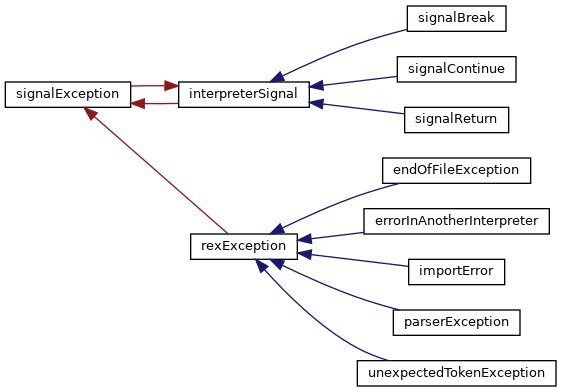 signalBreak
signalContinue
signalException
interpreterSignal
signalReturn
endOfFileException
errorInAnotherInterpreter
rexException
importError
parserException
unexpectedTokenException